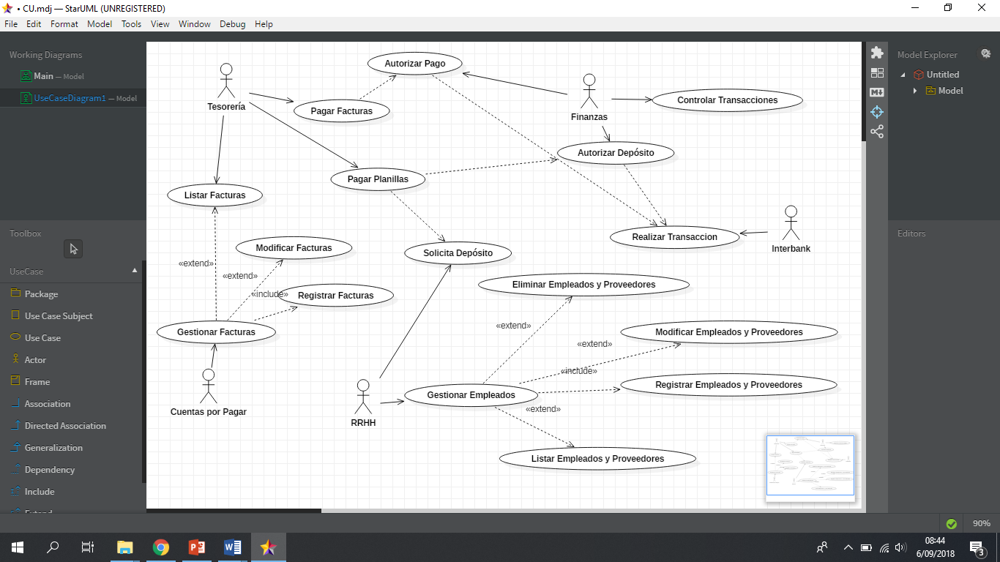 • CU.mdj — StarUML (UNREGISTERED)
File Edit Format Model Tools View Window Debug Help
Working Diagrams
Main — Model
UseCaseDiagram1 — Model
Toolbox
UseCase
Package
Use Case Subject
Use Case
Actor
Frame
Association
Directed Association
Generalization
Dependency
Include
Extend
Autorizar Pago
Tesorería
Pagar Facturas
Finanzas
Controlar Transacciones
Autorizar Depósito
Pagar Planillas
Listar Facturas
Realizar Transaccion
Interbank
Modificar Facturas
Solicita Depósito
«extend»
«extend»
«include»
Registrar Facturas
Eliminar Empleados y Proveedores
Gestionar Facturas
«extend»
Modificar Empleados y Proveedores
«extend»
«include»
Registrar Empleados y Proveedores
Cuentas por Pagar
RRHH
Gestionar Empleados
«extend»
Listar Empleados y Proveedores
Model Explorer
Untitled
Model
Editors
M
90%
08:44
6/09/2018
3